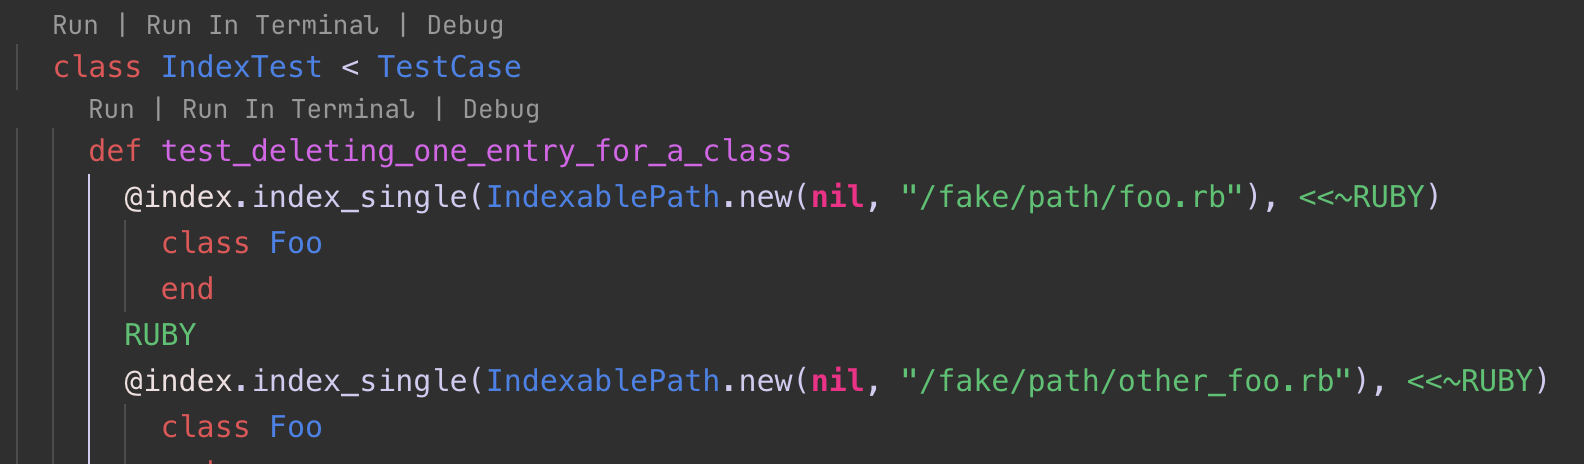 Run | Run In Terminal | Debug
class IndexTest < TestCase
Run | Run In Terminal | Debug
def test_deleting_one_entry_for_a_class
@index.index_single(IndexablePath.new(nil, "/fake/path/foo.rb"), <<~RUBY)
class Foo
end
RUBY
@index.index_single(IndexablePath.new(nil, "/fake/path/other_foo.rb"), <<~RUBY)
class Foo